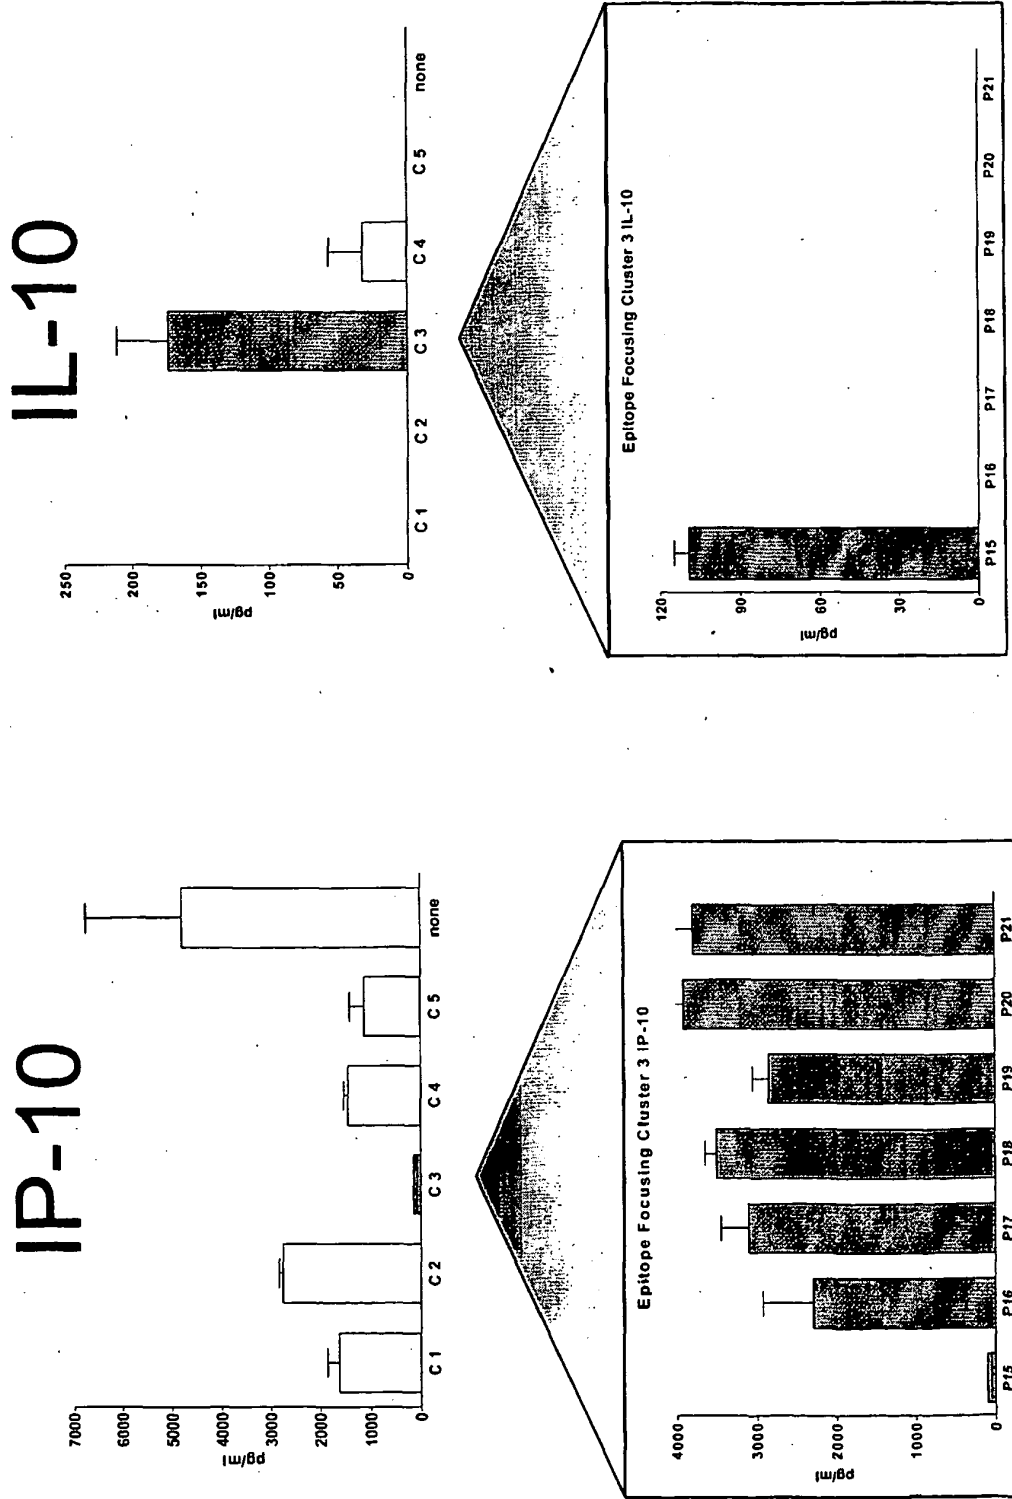 IP-10
7000
6000
5000
4000
3000
2000
1000
0
pg/ml
C 1
C 2
C 3
C 4
C 5
none
Epitope Focusing Cluster 3 IP-10
4000
3000
2000
1000
0
pg/ml
P15
P16
P17
P18
P19
P20
P21
IL-10
250
200
150
100
50
0
pg/ml
C 1
C 2
C 3
C 4
C 5
none
Epitope Focusing Cluster 3 IL-10
120
90
60
30
0
pg/ml
P15
P16
P17
P18
P19
P20
P21